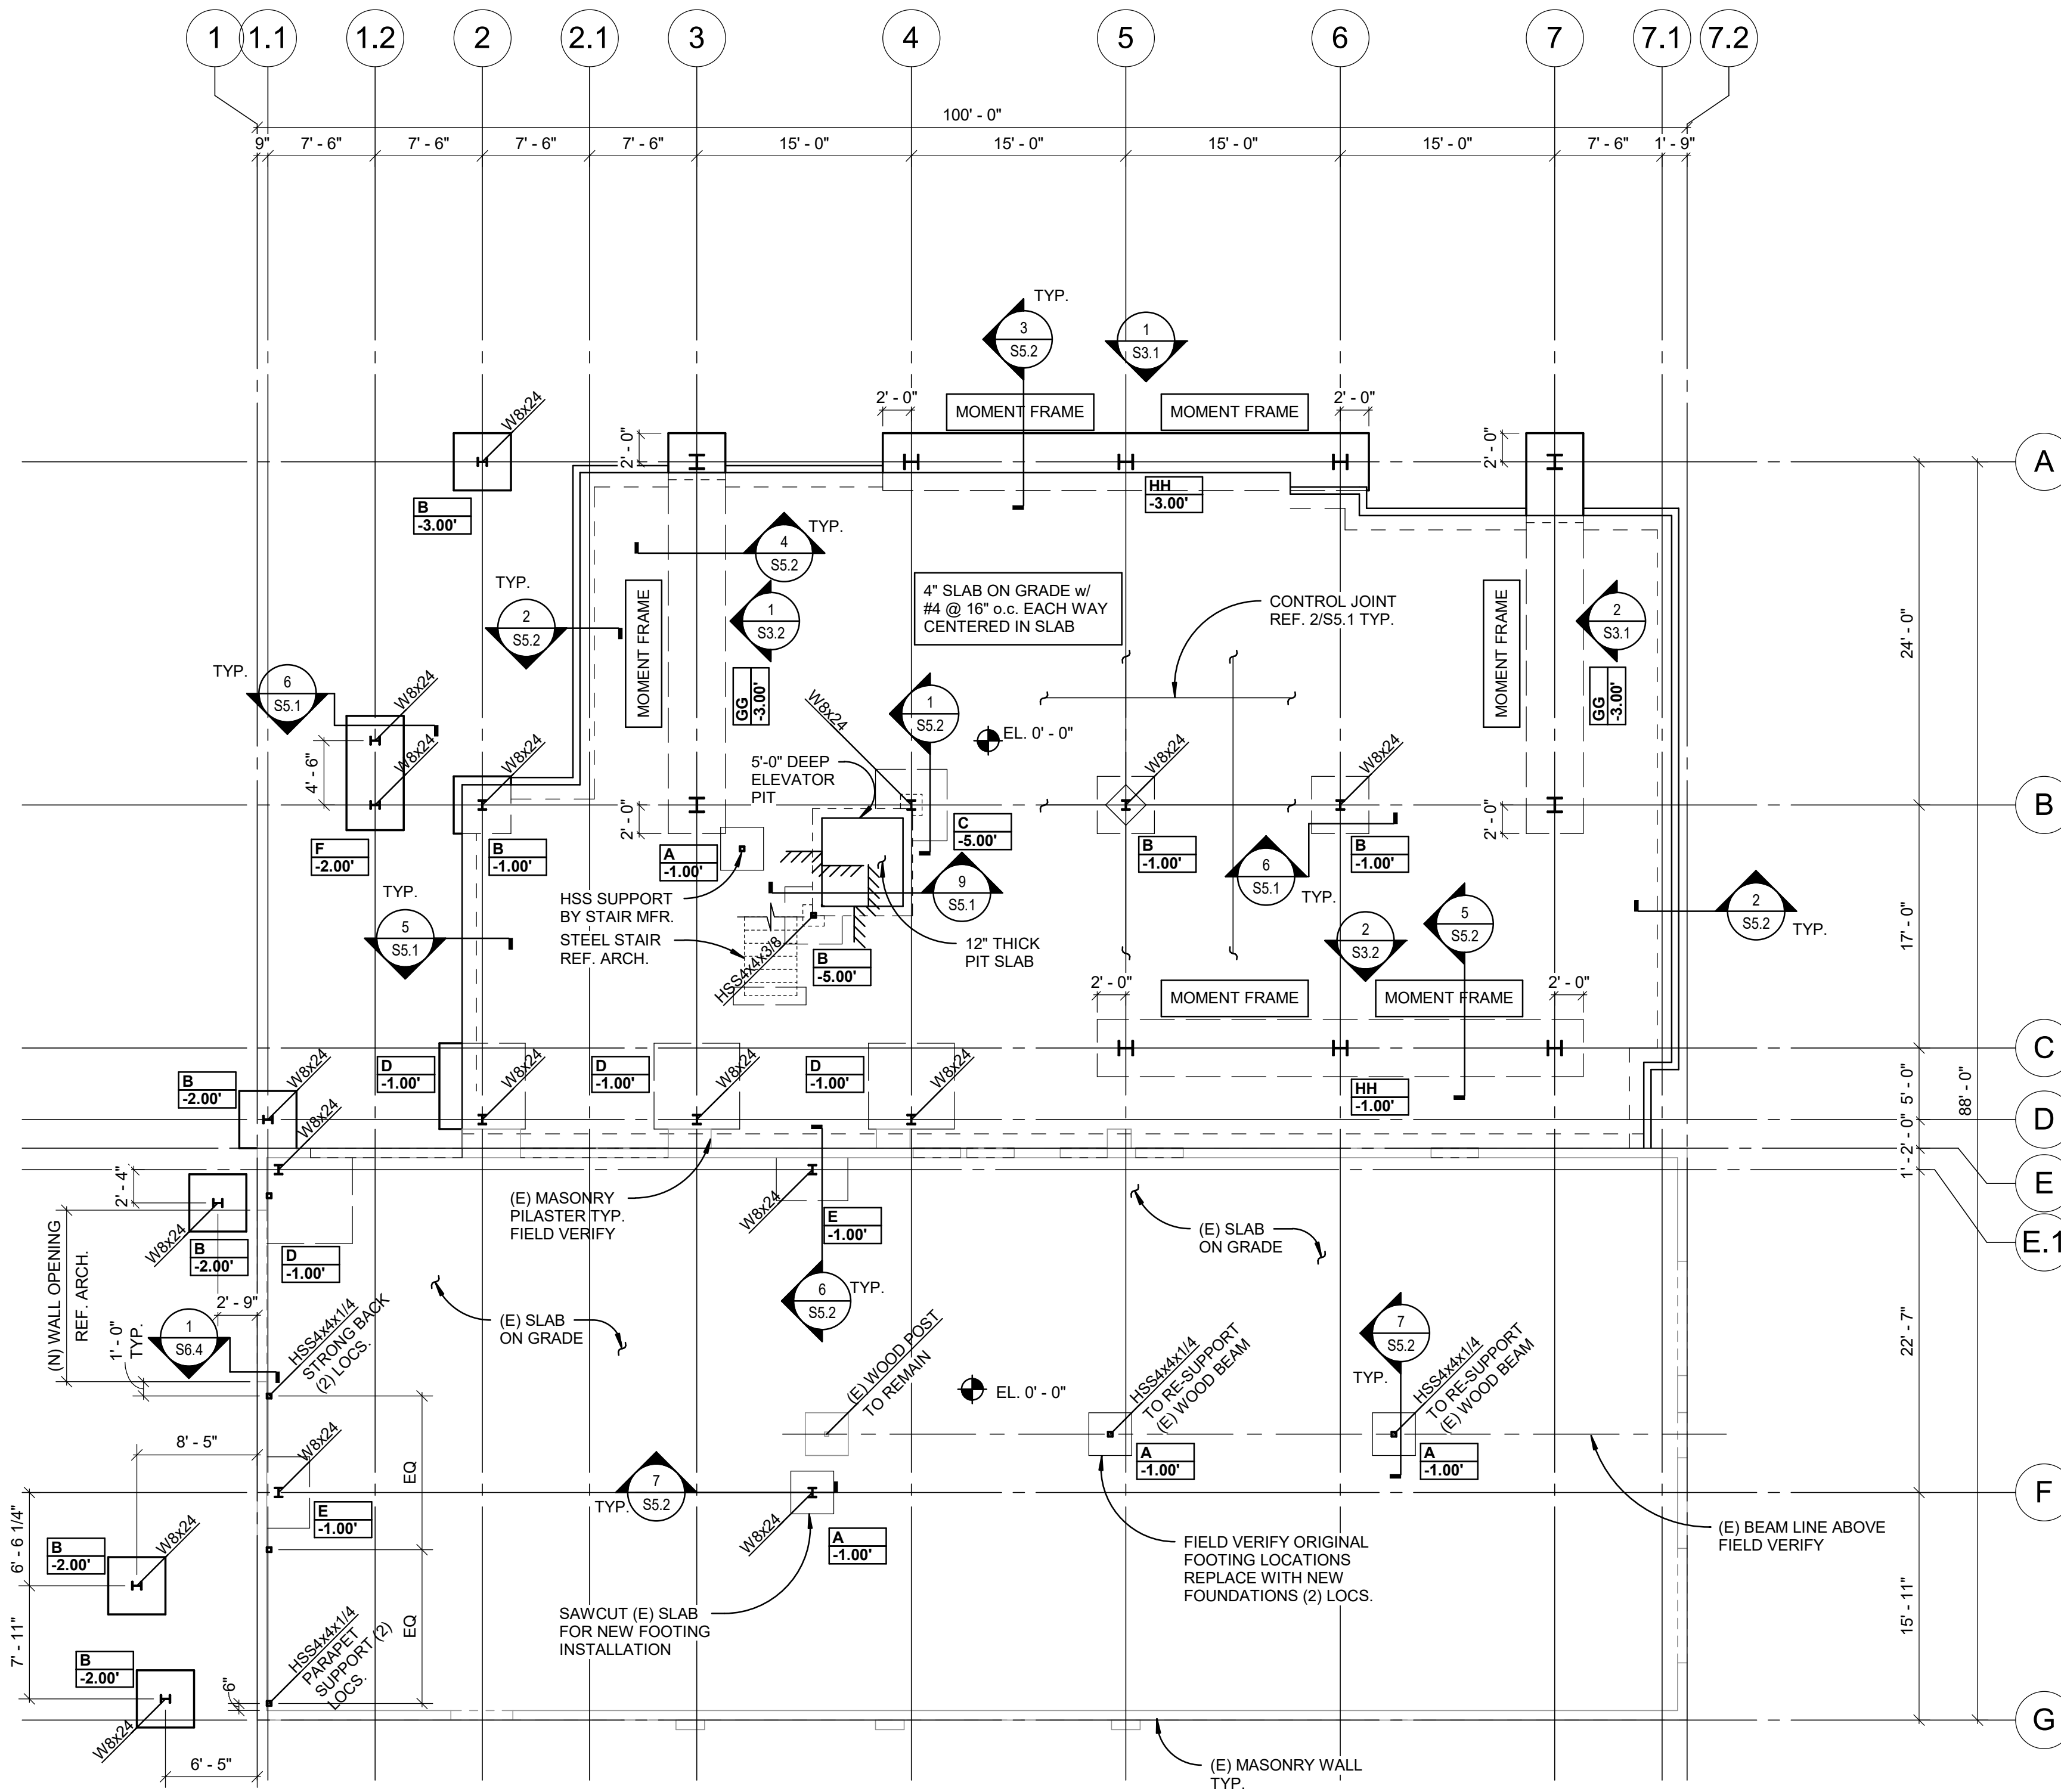 1
1.1
1.2
2
2.1
3
4
5
6
7
7.1
7.2
100' - 0"
9"
7' - 6"
7' - 6"
7' - 6"
7' - 6"
15' - 0"
15' - 0"
15' - 0"
15' - 0"
7' - 6"
1' - 9"
TYP.
3
S5.2
1
S3.1
2' - 0"
MOMENT FRAME
MOMENT FRAME
2' - 0"
W8x24
2' - 0"
2' - 0"
A
B
-3.00'
HH
-3.00'
4
S5.2
TYP.
TYP.
2
S5.2
MOMENT FRAME
1
S3.2
4" SLAB ON GRADE w/
#4 @ 16" o.c. EACH WAY
CENTERED IN SLAB
CONTROL JOINT
REF. 2/S5.1 TYP.
MOMENT FRAME
2
S3.1
24' - 0"
TYP.
6
S5.1
W8x24
GG
-3.00'
W8x24
1
S5.2
GG
-3.00'
EL. 0' - 0"
W8x24
4' - 6"
W8x24
5'-0" DEEP
ELEVATOR
PIT
W8x24
W8x24
B
2' - 0"
2' - 0"
F
-2.00'
B
-1.00'
A
-1.00'
C
-5.00'
B
-1.00'
B
-1.00'
6
S5.1
TYP.
HSS SUPPORT
BY STAIR MFR.
9
S5.1
TYP.
5
S5.1
STEEL STAIR
REF. ARCH.
HSS4x4x3/8
B
-5.00'
12" THICK
PIT SLAB
2
S3.2
5
S5.2
2
S5.2
TYP.
17' - 0"
2' - 0"
MOMENT FRAME
MOMENT FRAME
2' - 0"
C
B
-2.00'
W8x24
D
-1.00'
W8x24
D
-1.00'
W8x24
D
-1.00'
W8x24
HH
-1.00'
5' - 0"
88' - 0"
D
W8x24
2' - 0"
1' -
E
E.1
2' - 4"
W8x24
B
-2.00'
D
-1.00'
(E) MASONRY
PILASTER TYP.
FIELD VERIFY
W8x24
E
-1.00'
(E) SLAB
ON GRADE
(N) WALL OPENING
REF. ARCH.
2' - 9"
1
S6.4
1' - 0"
TYP.
HSS4x4x1/4
STRONG BACK
(2) LOCS.
(E) SLAB
ON GRADE
6
S5.2
TYP.
(E) WOOD POST
TO REMAIN
EL. 0' - 0"
HSS4x4x1/4
TO RE-SUPPORT
(E) WOOD BEAM
7
S5.2
TYP.
HSS4x4x1/4
TO RE-SUPPORT
(E) WOOD BEAM
22' - 7"
8' - 5"
W8x24
EQ
A
-1.00'
A
-1.00'
7
S5.2
TYP.
F
E
-1.00'
W8x24
A
-1.00'
6' - 6 1/4"
B
-2.00'
W8x24
FIELD VERIFY ORIGINAL
FOOTING LOCATIONS
REPLACE WITH NEW
FOUNDATIONS (2) LOCS.
(E) BEAM LINE ABOVE
FIELD VERIFY
SAWCUT (E) SLAB
FOR NEW FOOTING
INSTALLATION
15' - 11"
7' - 11"
EQ
HSS4x4x1/4
PARAPET
SUPPORT (2)
LOCS.
B
-2.00'
6"
W8x24
G
6' - 5"
(E) MASONRY WALL
TYP.